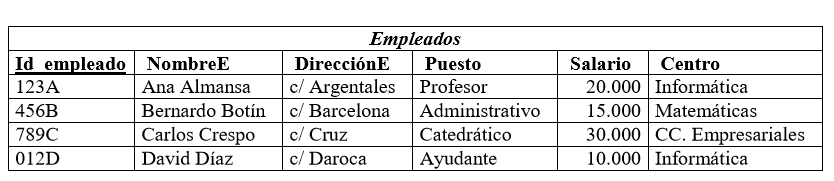 Empleados
Id_empleado NombreE DirecciónE Puesto Salario Centro
123A Ana Almansa c/ Argentales Profesor 20.000 Informática
456B Bernardo Botín c/ Barcelona Administrativo 15.000 Matemáticas
789C Carlos Crespo c/ Cruz Catedrático 30.000 CC. Empresariales
012D David Díaz c/ Daroca Ayudante 10.000 Informática